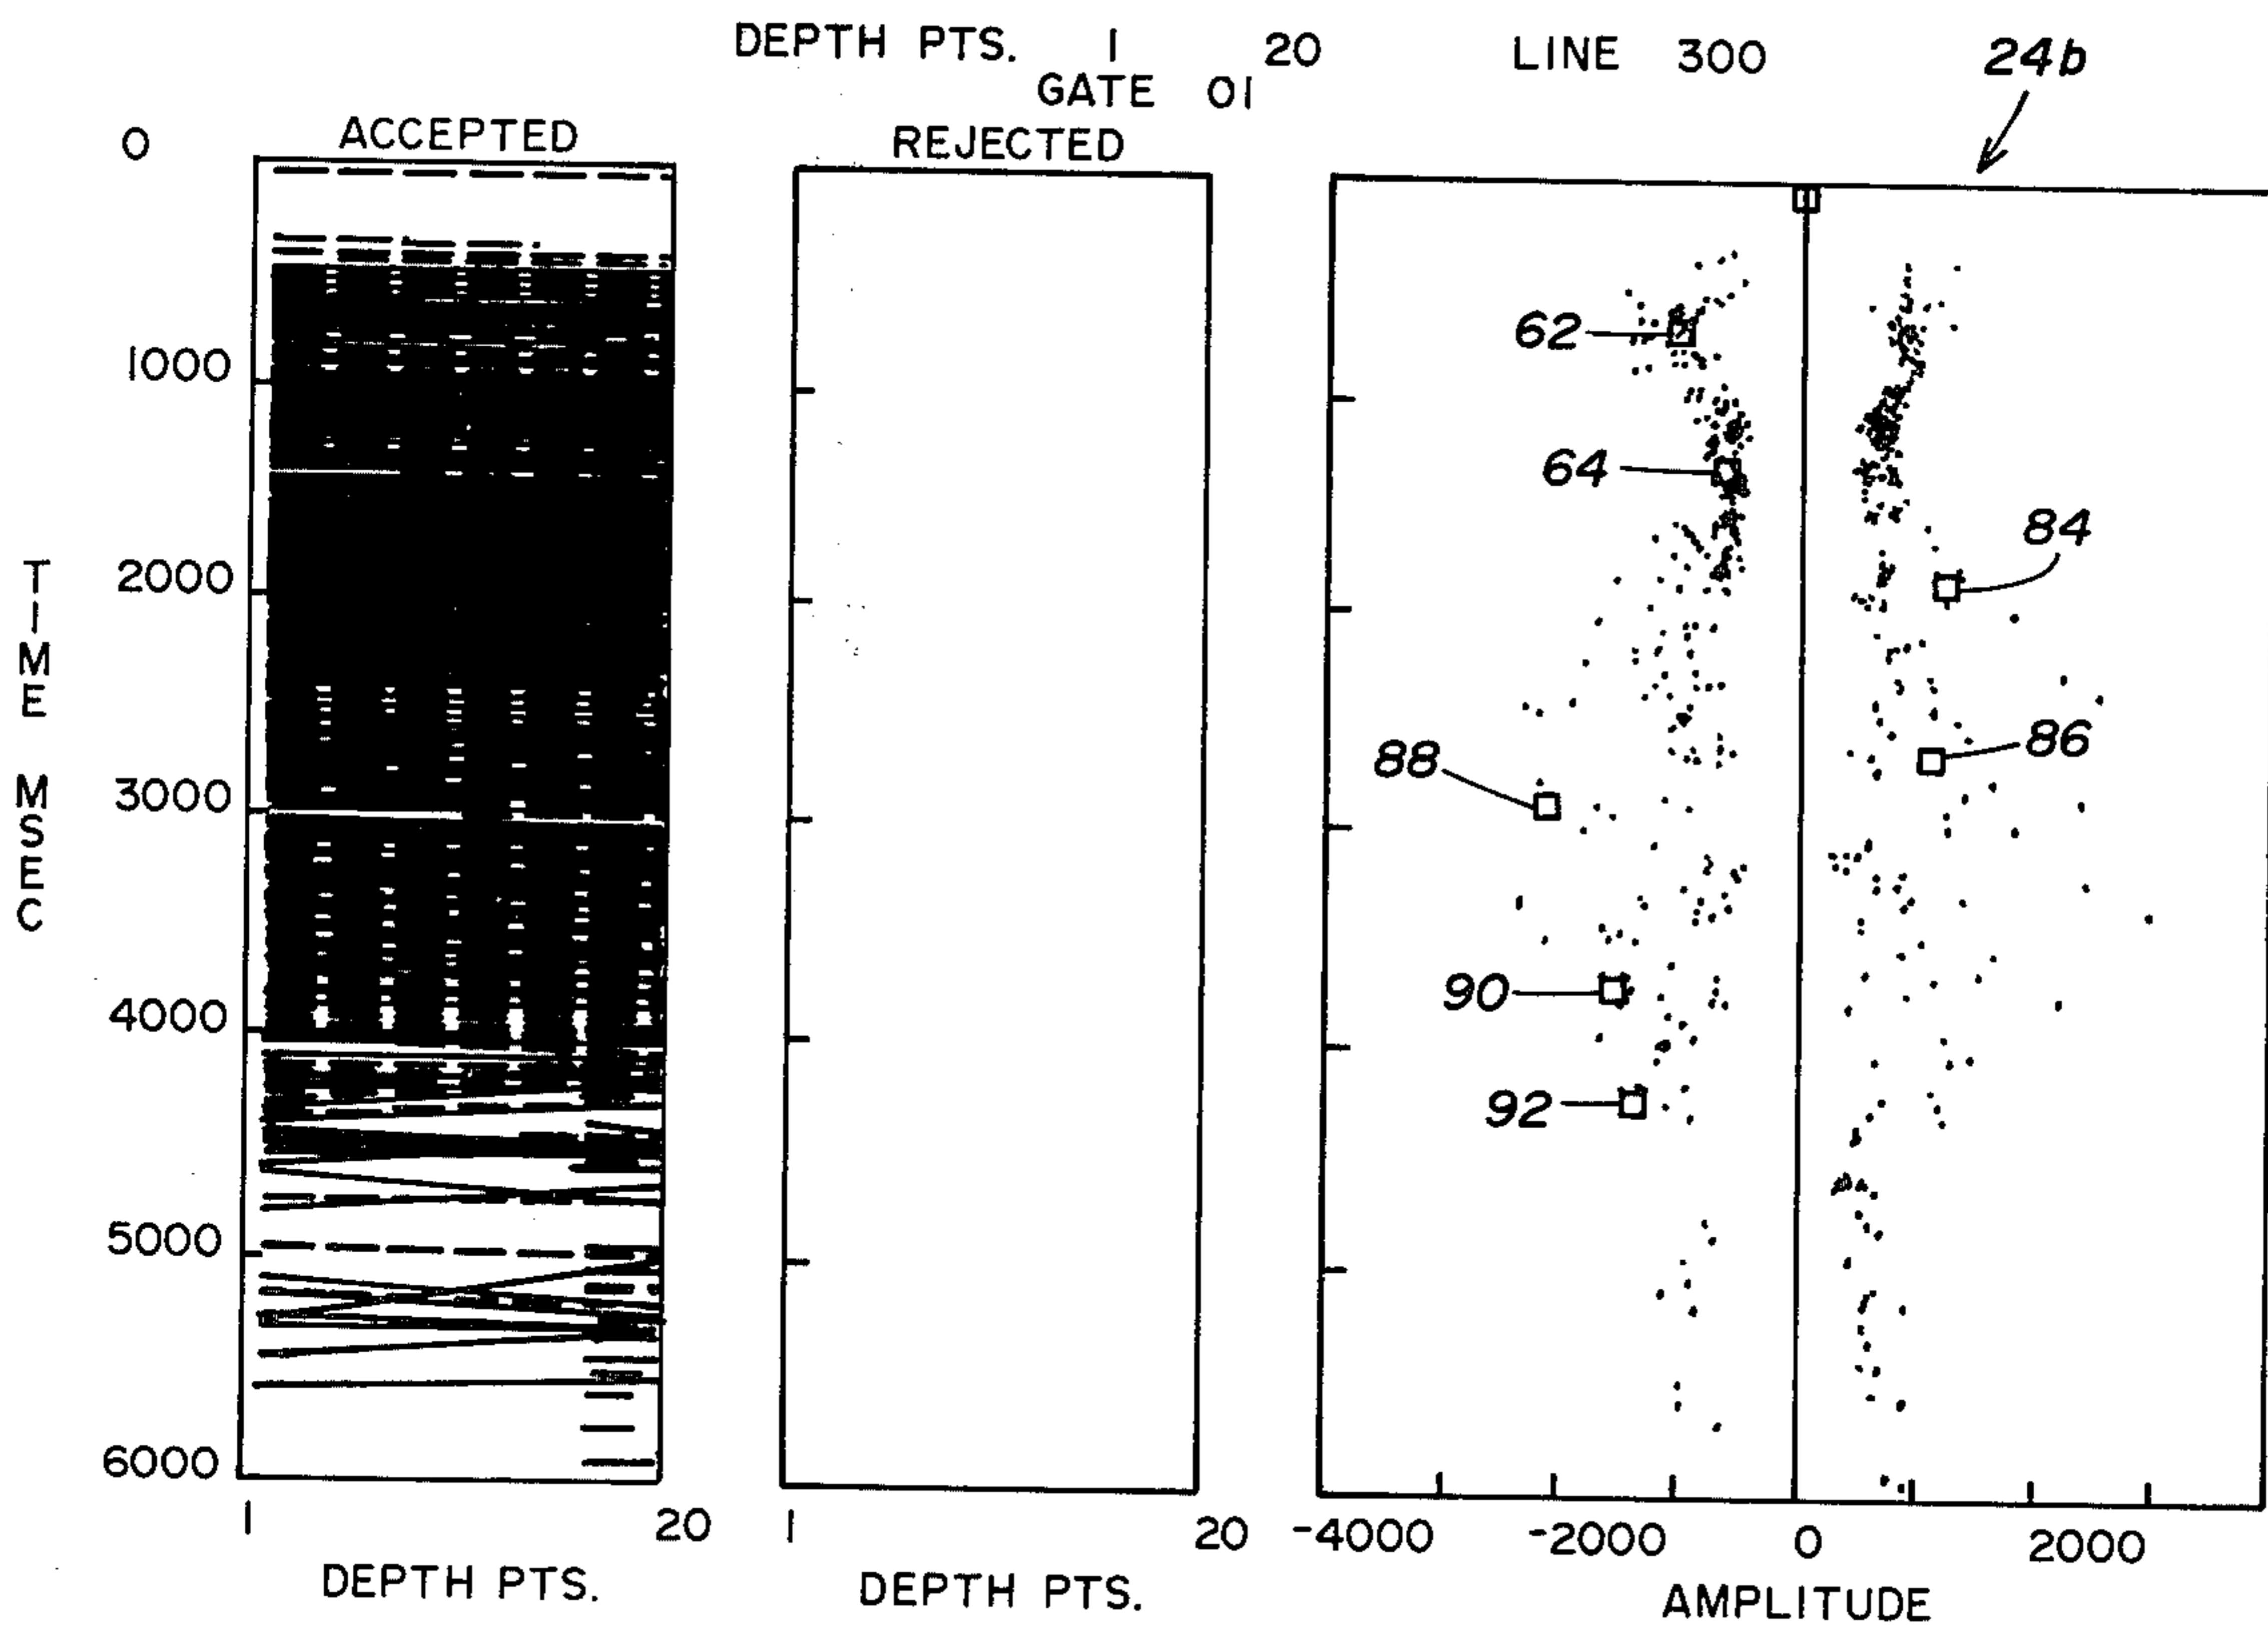 DEPTH PTS. 1 20 LINE 300 24b
GATE 01
0 ACCEPTED REJECTED
62
1000
64
84
2000
TIME MSEC
86
88
3000
90
4000
92
5000
6000
1 20 1 20 -4000 -2000 0 2000
DEPTH PTS. DEPTH PTS. AMPLITUDE